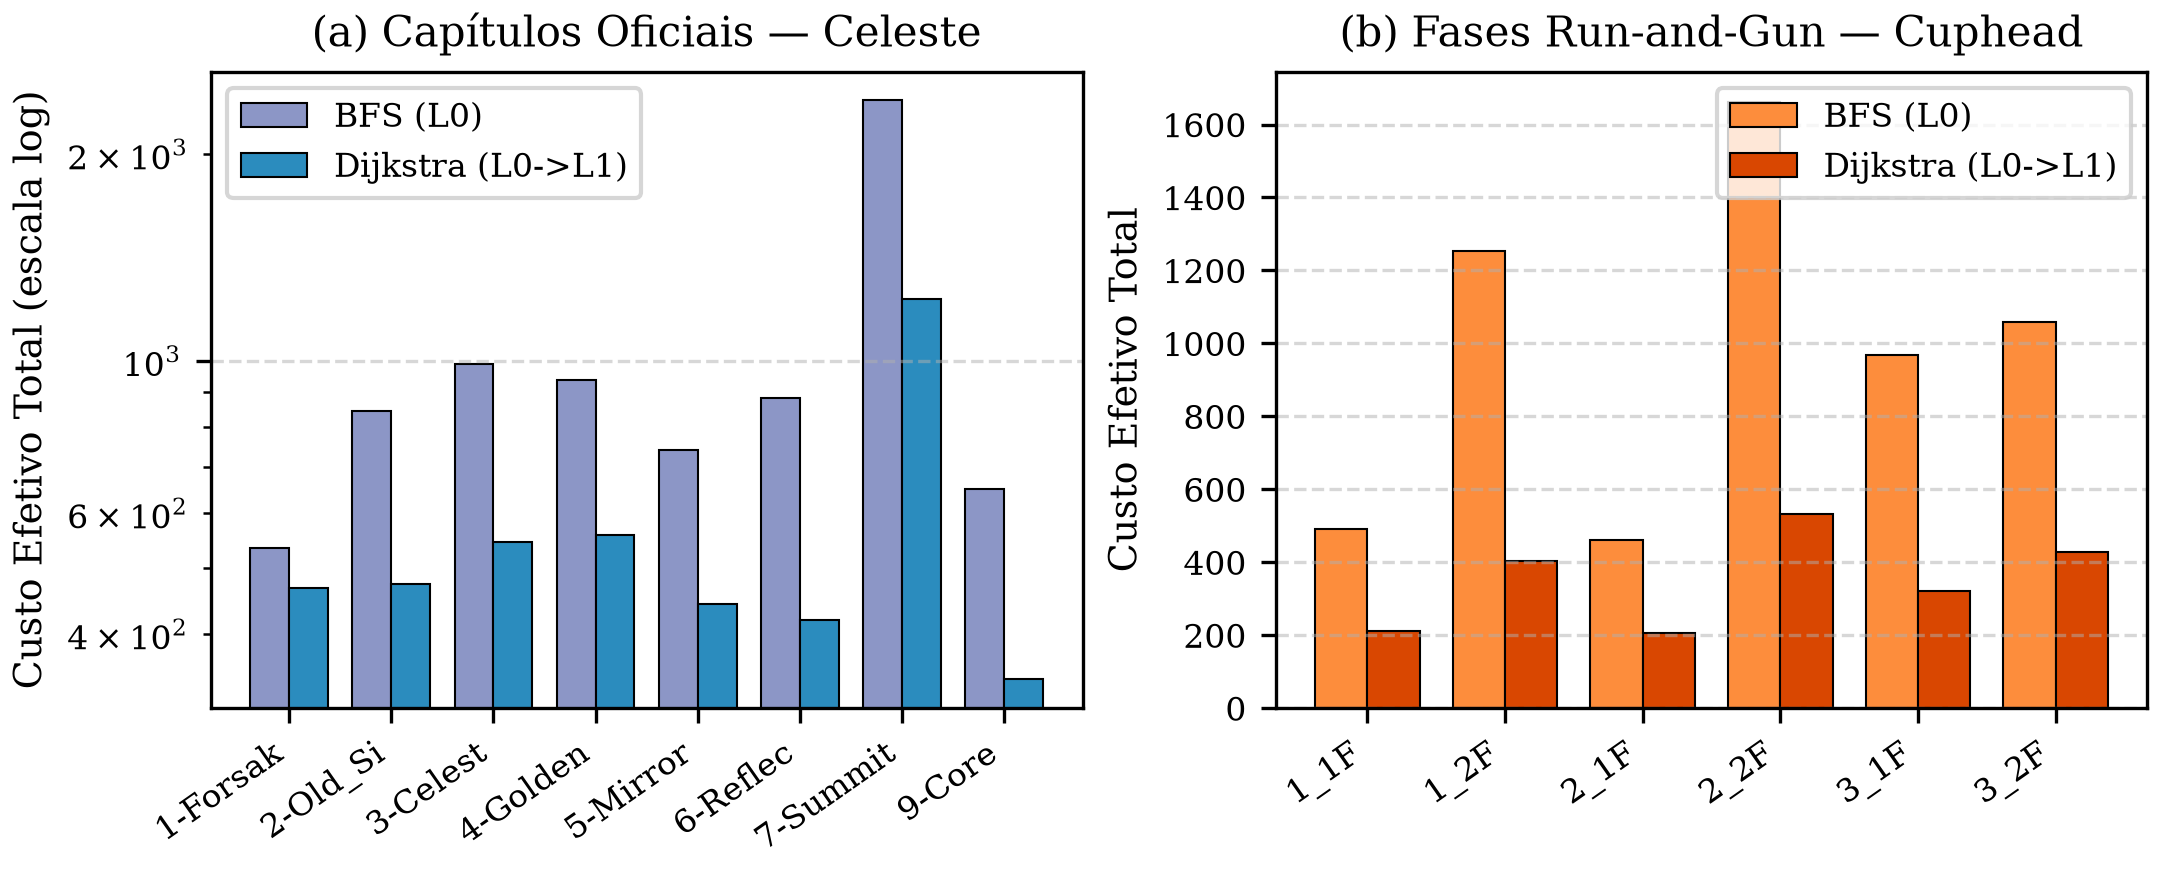 (a) Capítulos Oficiais — Celeste
BFS (L0)
Dijkstra (L0->L1)
Custo Efetivo Total (escala log)
2 × 10³
10³
6 × 10²
4 × 10²
1-Forsak
2-Old_Si
3-Celest
4-Golden
5-Mirror
6-Reflec
7-Summit
9-Core
(b) Fases Run-and-Gun — Cuphead
BFS (L0)
Dijkstra (L0->L1)
Custo Efetivo Total
1600
1400
1200
1000
800
600
400
200
0
1_1F
1_2F
2_1F
2_2F
3_1F
3_2F